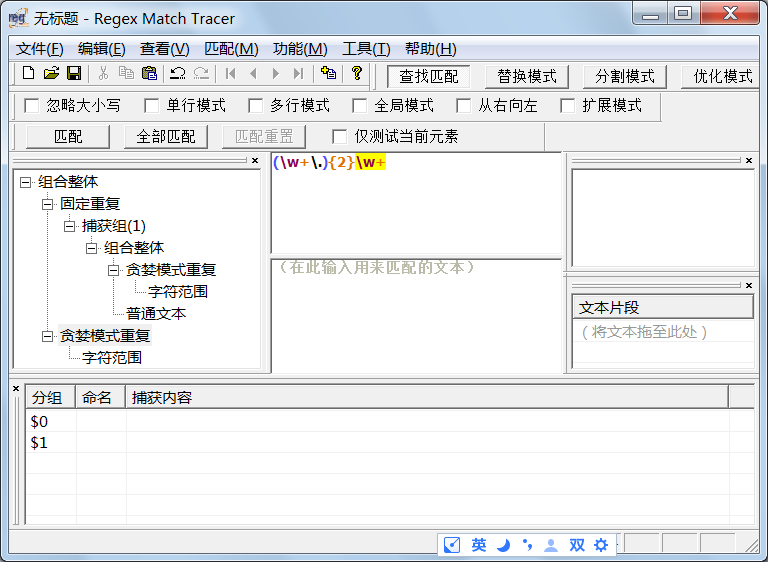 无标题 - Regex Match Tracer
文件(F) 编辑(E) 查看(V) 匹配(M) 功能(M) 工具(T) 帮助(H)
查找匹配 替换模式 分割模式 优化模式
忽略大小写 单行模式 多行模式 全局模式 从右向左 扩展模式
匹配 全部匹配 匹配重置 仅测试当前元素
组合整体
固定重复
捕获组(1)
组合整体
贪婪模式重复
字符范围
普通文本
贪婪模式重复
字符范围
(\w+\.){2}\w+
（在此输入用来匹配的文本）
文本片段
（将文本拖至此处）
分组 命名 捕获内容
$0
$1
英 双